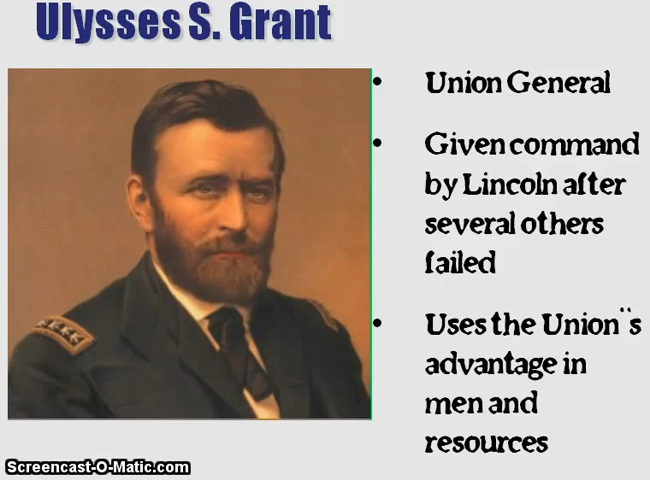 Ulysses S. Grant
• Union General
• Given command
by Lincoln after
several others
failed
• Uses the Union¨s
advantage in
men and
resources
Screencast-O-Matic.com